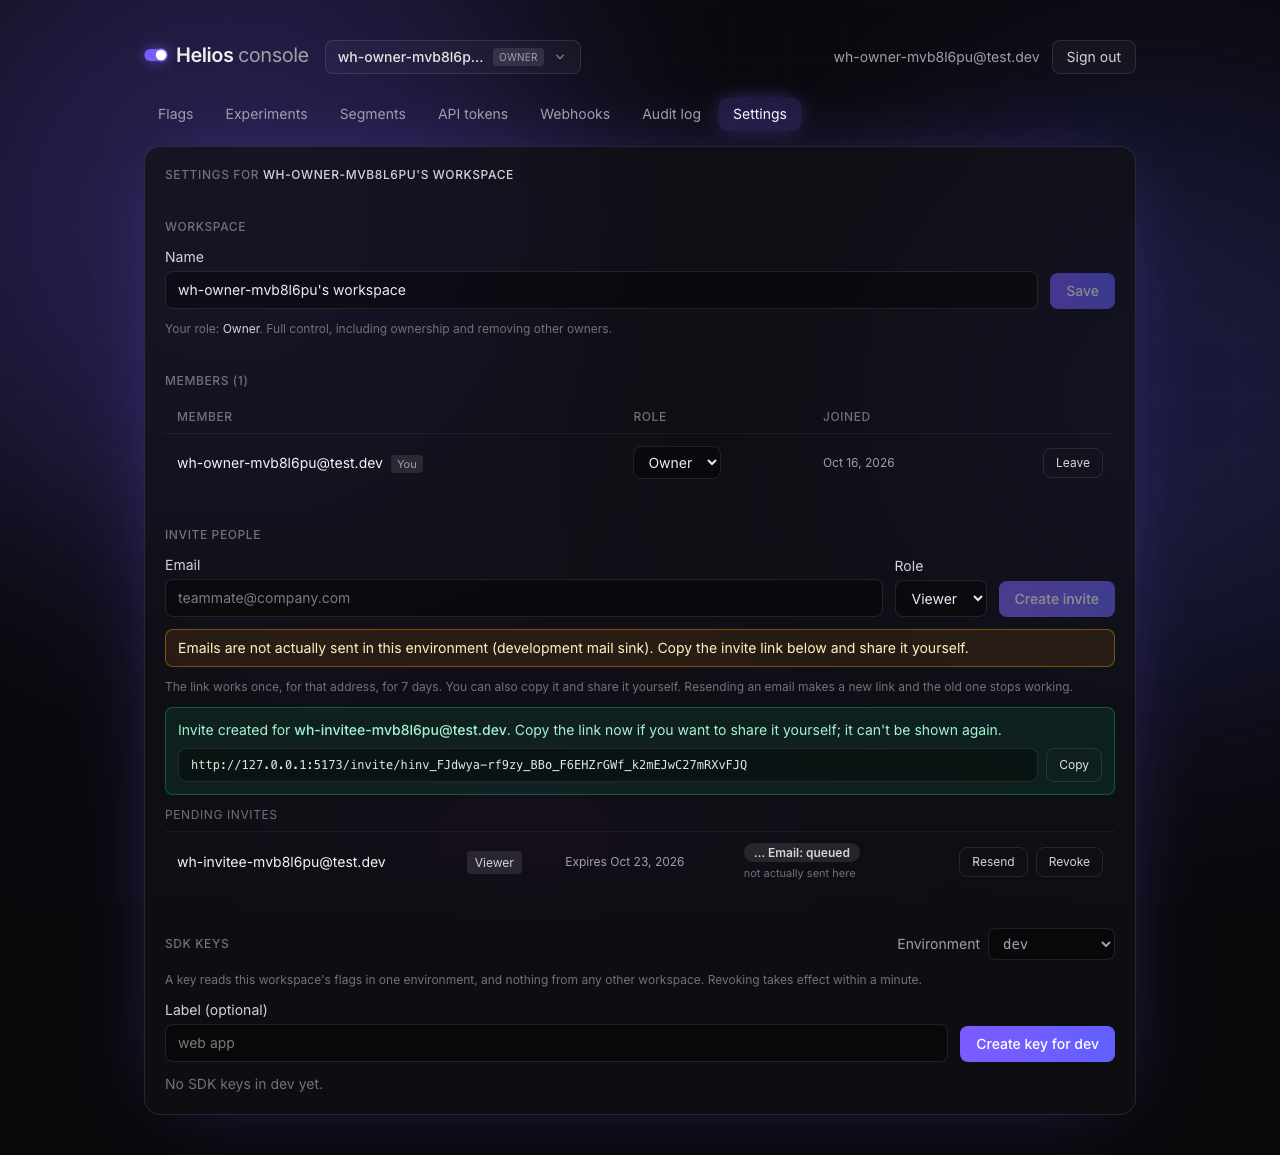 Helios console
wh-owner-mvb8l6p... OWNER
wh-owner-mvb8l6pu@test.dev
Sign out
Flags Experiments Segments API tokens Webhooks Audit log Settings
SETTINGS FOR WH-OWNER-MVB8L6PU'S WORKSPACE
WORKSPACE
Name
wh-owner-mvb8l6pu's workspace
Save
Your role: Owner. Full control, including ownership and removing other owners.
MEMBERS (1)
MEMBER ROLE JOINED
wh-owner-mvb8l6pu@test.dev You Owner Oct 16, 2026 Leave
INVITE PEOPLE
Email Role
teammate@company.com Viewer Create invite
Emails are not actually sent in this environment (development mail sink). Copy the invite link below and share it yourself.
The link works once, for that address, for 7 days. You can also copy it and share it yourself. Resending an email makes a new link and the old one stops working.
Invite created for wh-invitee-mvb8l6pu@test.dev. Copy the link now if you want to share it yourself; it can't be shown again.
http://127.0.0.1:5173/invite/hinv_FJdwya-rf9zy_BBo_F6EHZrGWf_k2mEJwC27mRXvFJQ Copy
PENDING INVITES
wh-invitee-mvb8l6pu@test.dev Viewer Expires Oct 23, 2026 ... Email: queued Resend Revoke
not actually sent here
SDK KEYS Environment dev
A key reads this workspace's flags in one environment, and nothing from any other workspace. Revoking takes effect within a minute.
Label (optional)
web app Create key for dev
No SDK keys in dev yet.